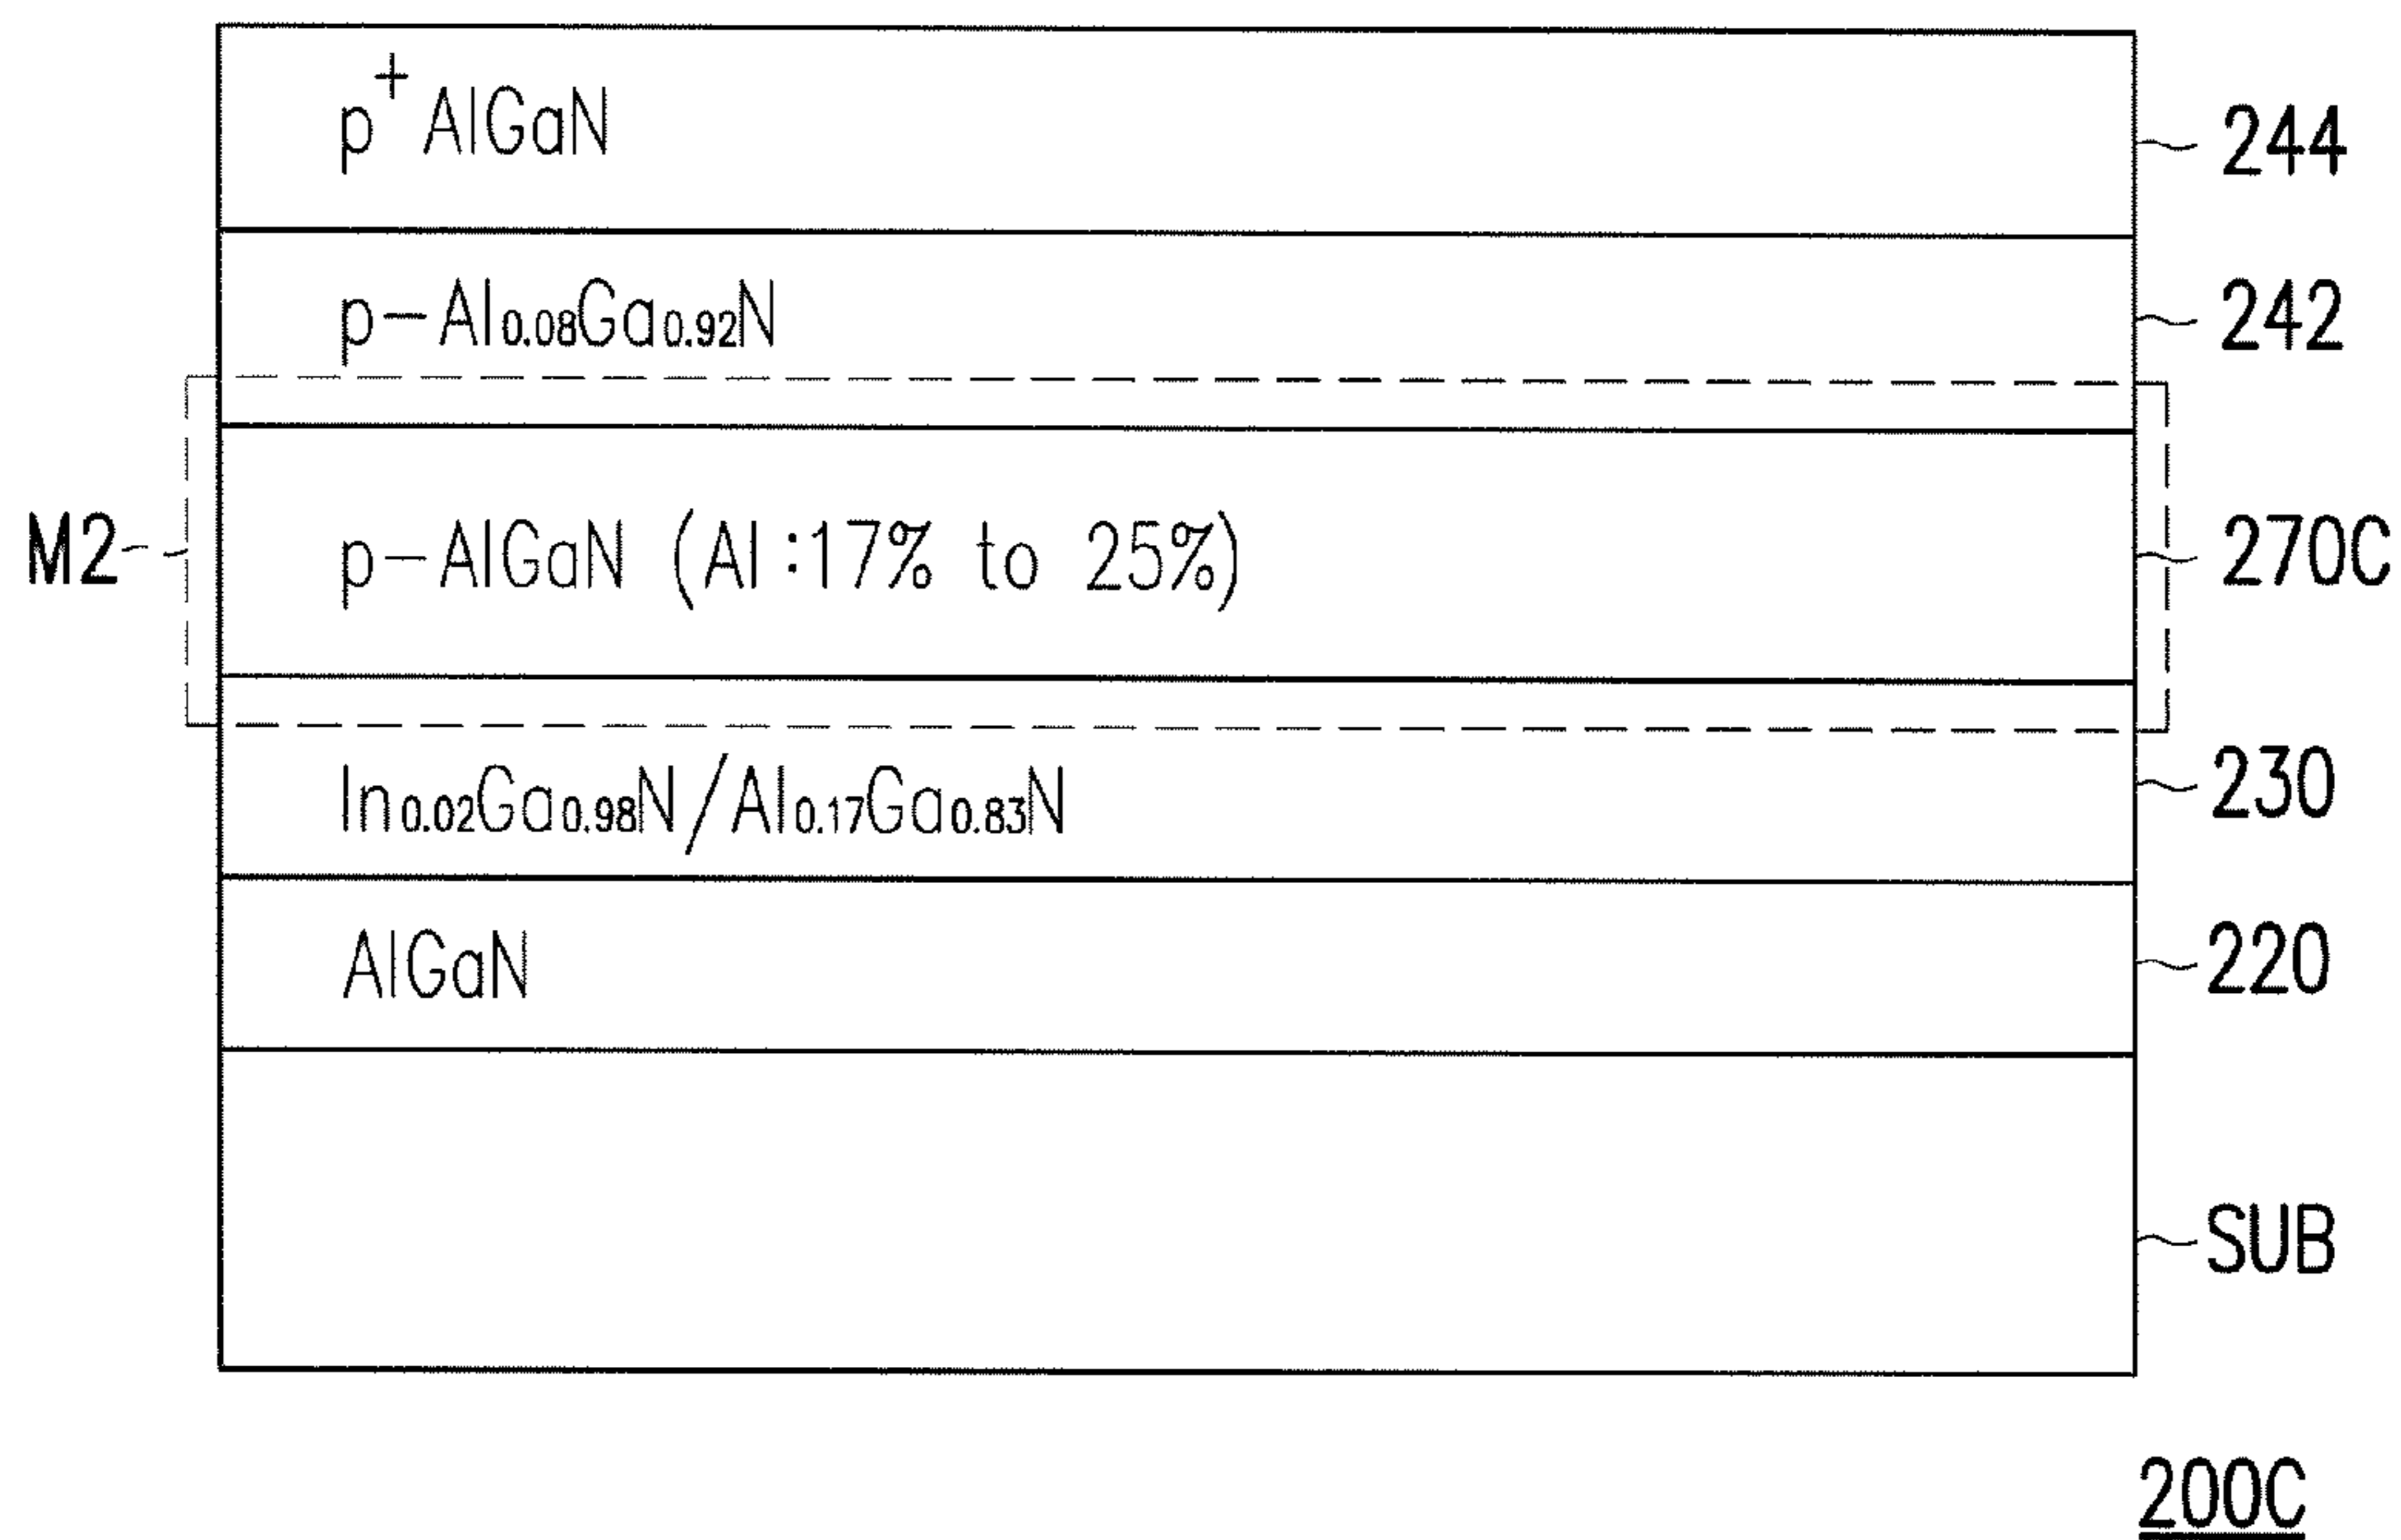 p⁺AlGaN 244
p-Al₀.₀₈Ga₀.₉₂N 242
M2 p-AlGaN (Al:17% to 25%) 270C
In₀.₀₂Ga₀.₉₈N/Al₀.₁₇Ga₀.₈₃N 230
AlGaN 220
SUB
200C